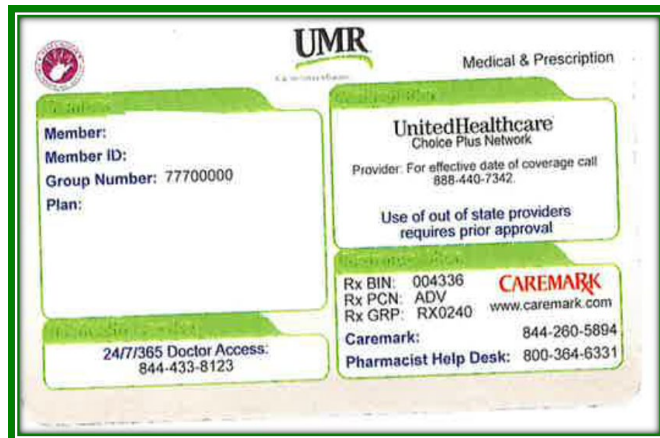 UMR
Medical & Prescription
Member:
Member ID:
Group Number: 77700000
Plan:
UnitedHealthcare
Choice Plus Network
Provider: For effective date of coverage call
888-440-7342.
Use of out of state providers
requires prior approval
Rx BIN: 004336
Rx PCN: ADV
Rx GRP: RX0240
CAREMARK
www.caremark.com
Caremark: 844-260-5894
Pharmacist Help Desk: 800-364-6331
24/7/365 Doctor Access:
844-433-8123